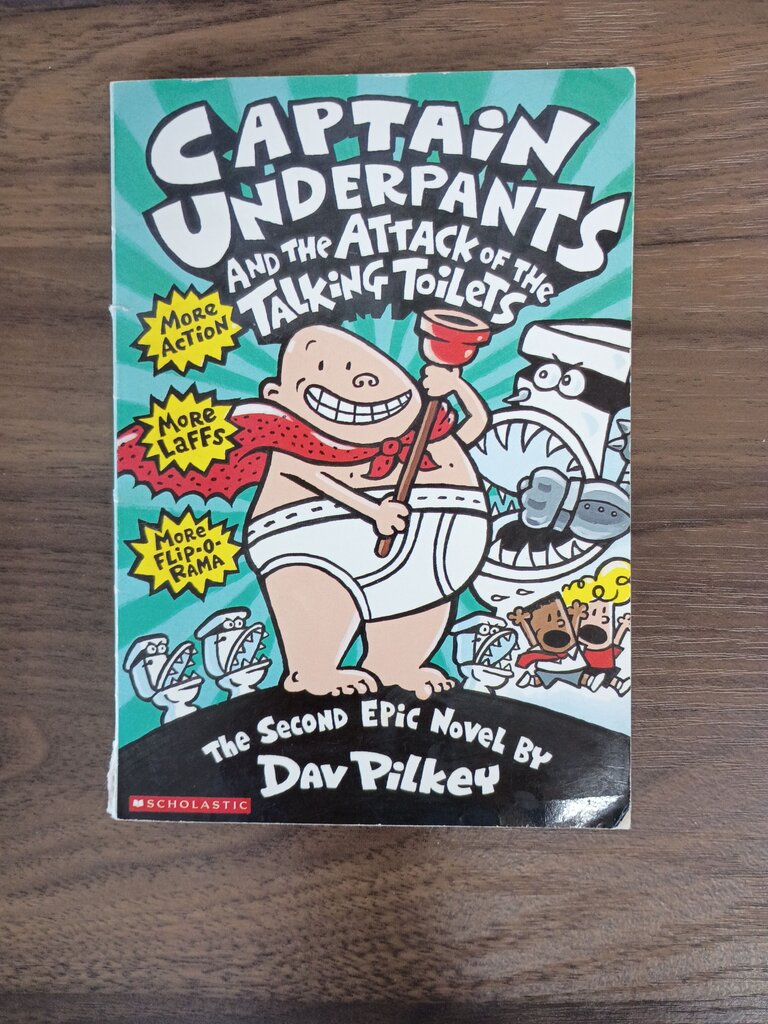 CAPTAiN
UNDERPANTS
AND THE ATTACK OF THE
TALKiNG TOiLETS
MORE
ACTiON
MORE
LAFFS
MORE
FLiP-O-
RAMA
THE SECOND EPiC NOVEL BY
DAV PiLKEY
SCHOLASTIC